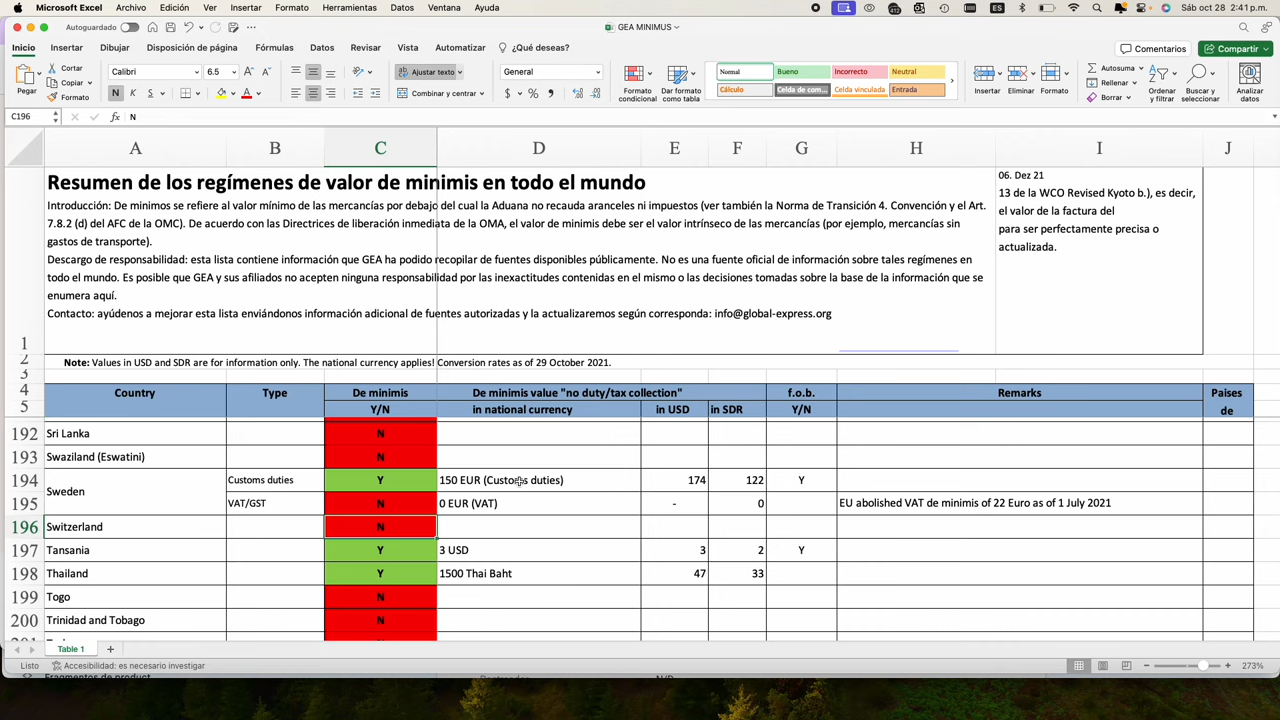 Microsoft Excel Archivo Edición Ver Insertar Formato Herramientas Datos Ventana Ayuda Sáb oct 28 2:41 p.m.
Autoguardado GEA MINIMUS
Inicio Insertar Dibujar Disposición de página Fórmulas Datos Revisar Vista Automatizar ¿Qué deseas? Comentarios Compartir
Pegar Cortar Copiar Formato Calibri 6.5 Ajustar texto Combinar y centrar General Formato condicional Dar formato como tabla Normal Bueno Incorrecto Neutral Cálculo Celda de com... Celda vinculada Entrada Insertar Eliminar Formato Autosuma Rellenar Borrar Ordenar y filtrar Buscar y seleccionar Analizar datos
C196 fx N
A B C D E F G H I J
Resumen de los regímenes de valor de minimis en todo el mundo
Introducción: De minimos se refiere al valor mínimo de las mercancías por debajo del cual la Aduana no recauda aranceles ni impuestos (ver también la Norma de Transición 4. Convención y el Art.
7.8.2 (d) del AFC de la OMC). De acuerdo con las Directrices de liberación inmediata de la OMA, el valor de minimis debe ser el valor intrínseco de las mercancías (por ejemplo, mercancías sin
gastos de transporte).
Descargo de responsabilidad: esta lista contiene información que GEA ha podido recopilar de fuentes disponibles públicamente. No es una fuente oficial de información sobre tales regímenes en
todo el mundo. Es posible que GEA y sus afiliados no acepten ninguna responsabilidad por las inexactitudes contenidas en el mismo o las decisiones tomadas sobre la base de la información que se
enumera aquí.
Contacto: ayúdenos a mejorar esta lista enviándonos información adicional de fuentes autorizadas y la actualizaremos según corresponda: info@global-express.org
06. Dez 21
13 de la WCO Revised Kyoto b.), es decir,
el valor de la factura del
para ser perfectamente precisa o
actualizada.
1
2 Note: Values in USD and SDR are for information only. The national currency applies! Conversion rates as of 29 October 2021.
3
4 Country Type De minimis De minimis value "no duty/tax collection" f.o.b. Remarks Paises
5 Y/N in national currency in USD in SDR Y/N de
192 Sri Lanka N
193 Swaziland (Eswatini) N
194 Sweden Customs duties Y 150 EUR (Customs duties) 174 122 Y
195 VAT/GST N 0 EUR (VAT) - 0 EU abolished VAT de minimis of 22 Euro as of 1 July 2021
196 Switzerland N
197 Tansania Y 3 USD 3 2 Y
198 Thailand Y 1500 Thai Baht 47 33
199 Togo N
200 Trinidad and Tobago N
Table 1
Listo Accesibilidad: es necesario investigar 273%